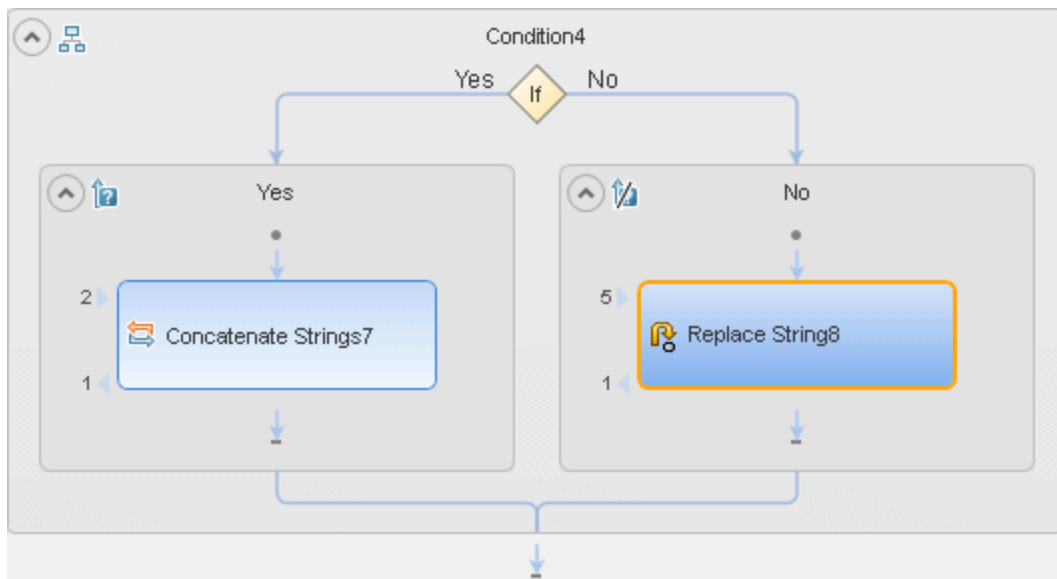 Condition4
Yes If No
Yes
No
2
Concatenate Strings7
1
5
Replace String8
1